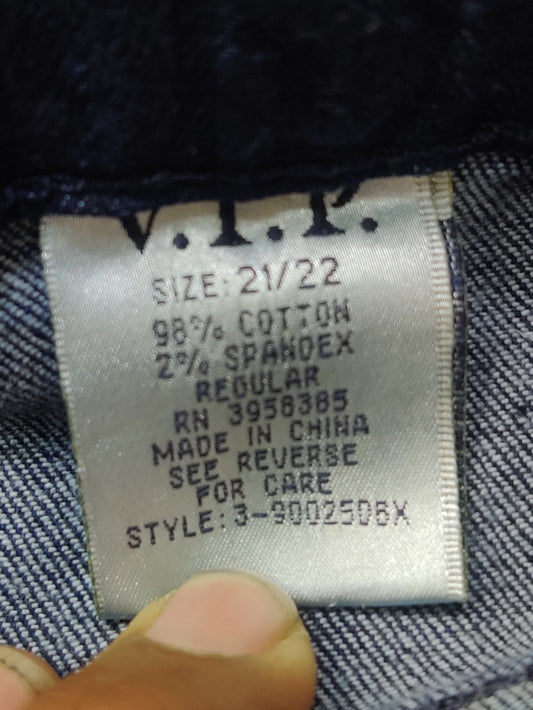 V.I.P.
SIZE: 21/22
98% COTTON
2% SPANDEX
REGULAR
RN 3958385
MADE IN CHINA
SEE REVERSE
FOR CARE
STYLE: 3-900250BX